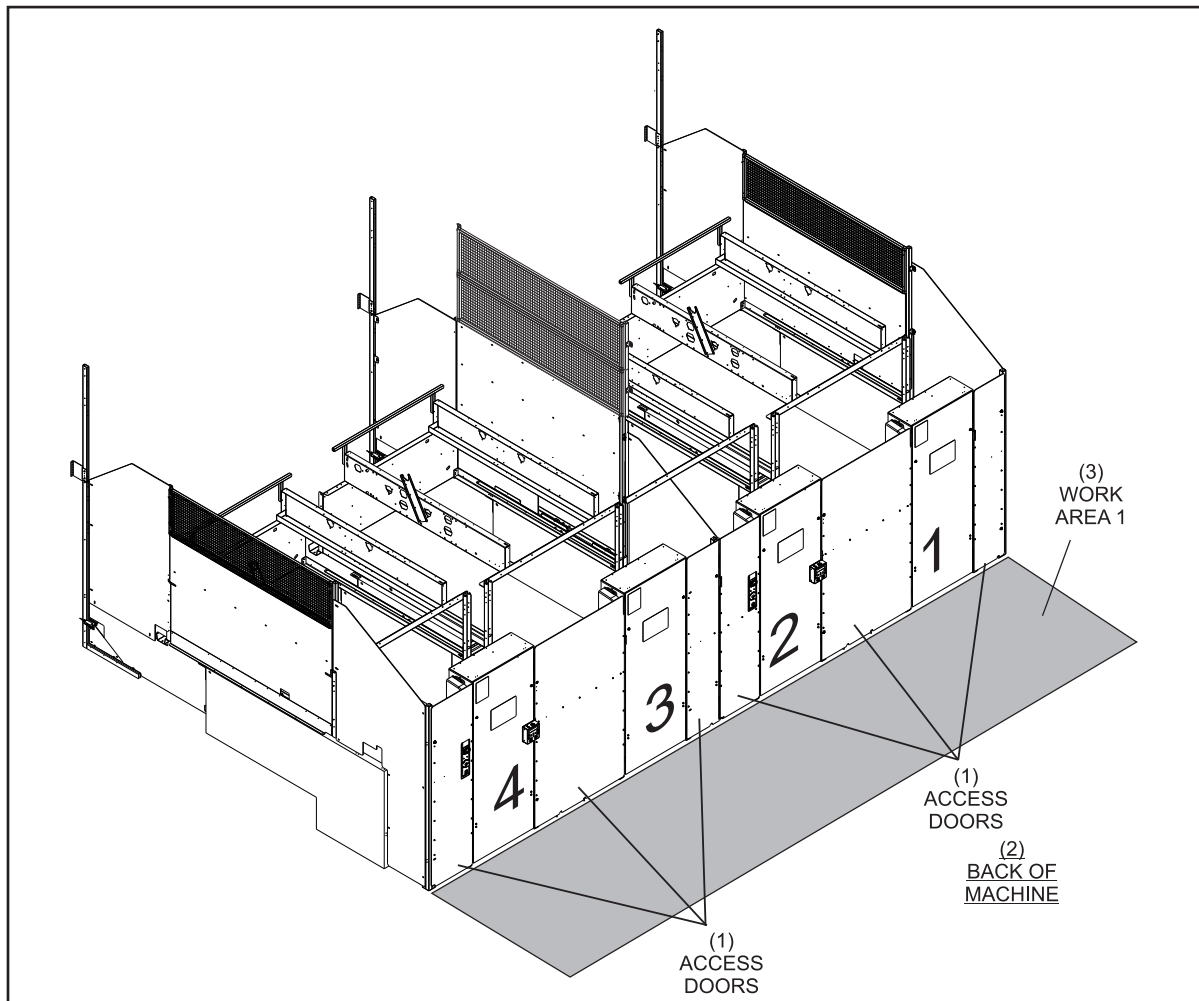 (3)
WORK
AREA 1
1
2
3
4
(1)
ACCESS
DOORS
(2)
BACK OF
MACHINE
(1)
ACCESS
DOORS